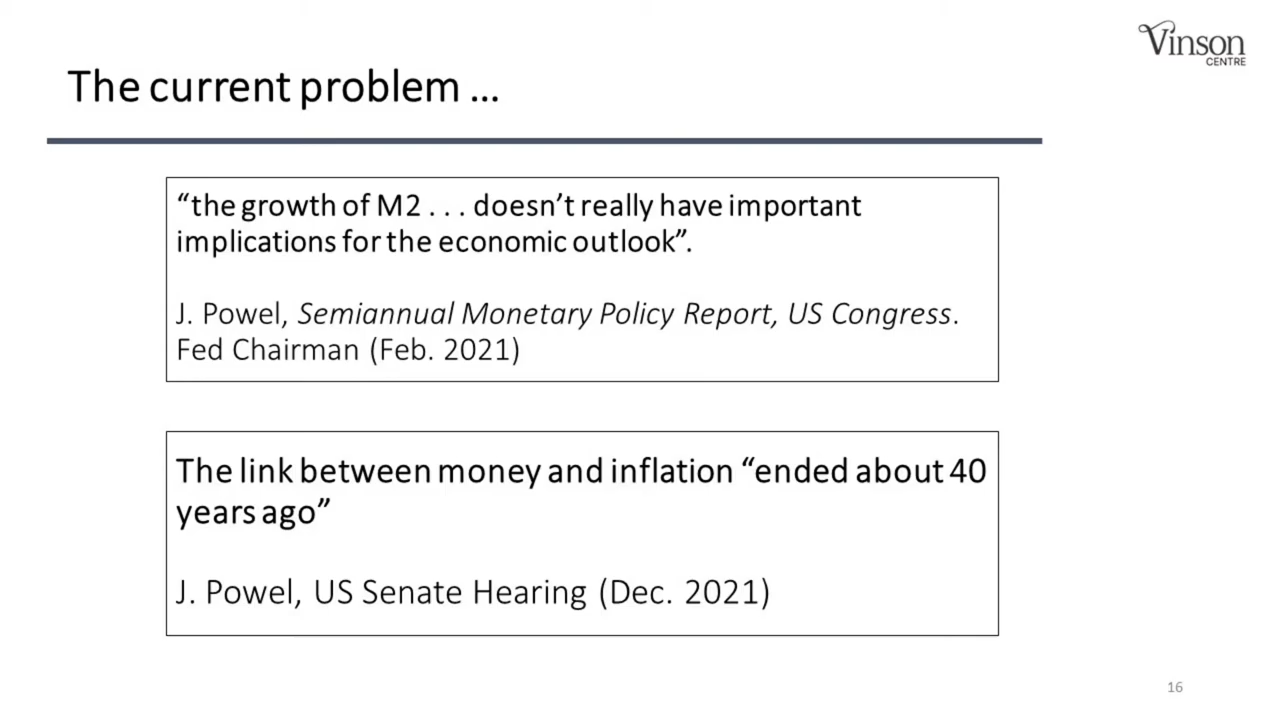 Vinson
CENTRE
The current problem ...
“the growth of M2 . . . doesn’t really have important
implications for the economic outlook”.
J. Powel, Semiannual Monetary Policy Report, US Congress.
Fed Chairman (Feb. 2021)
The link between money and inflation “ended about 40
years ago”
J. Powel, US Senate Hearing (Dec. 2021)
16